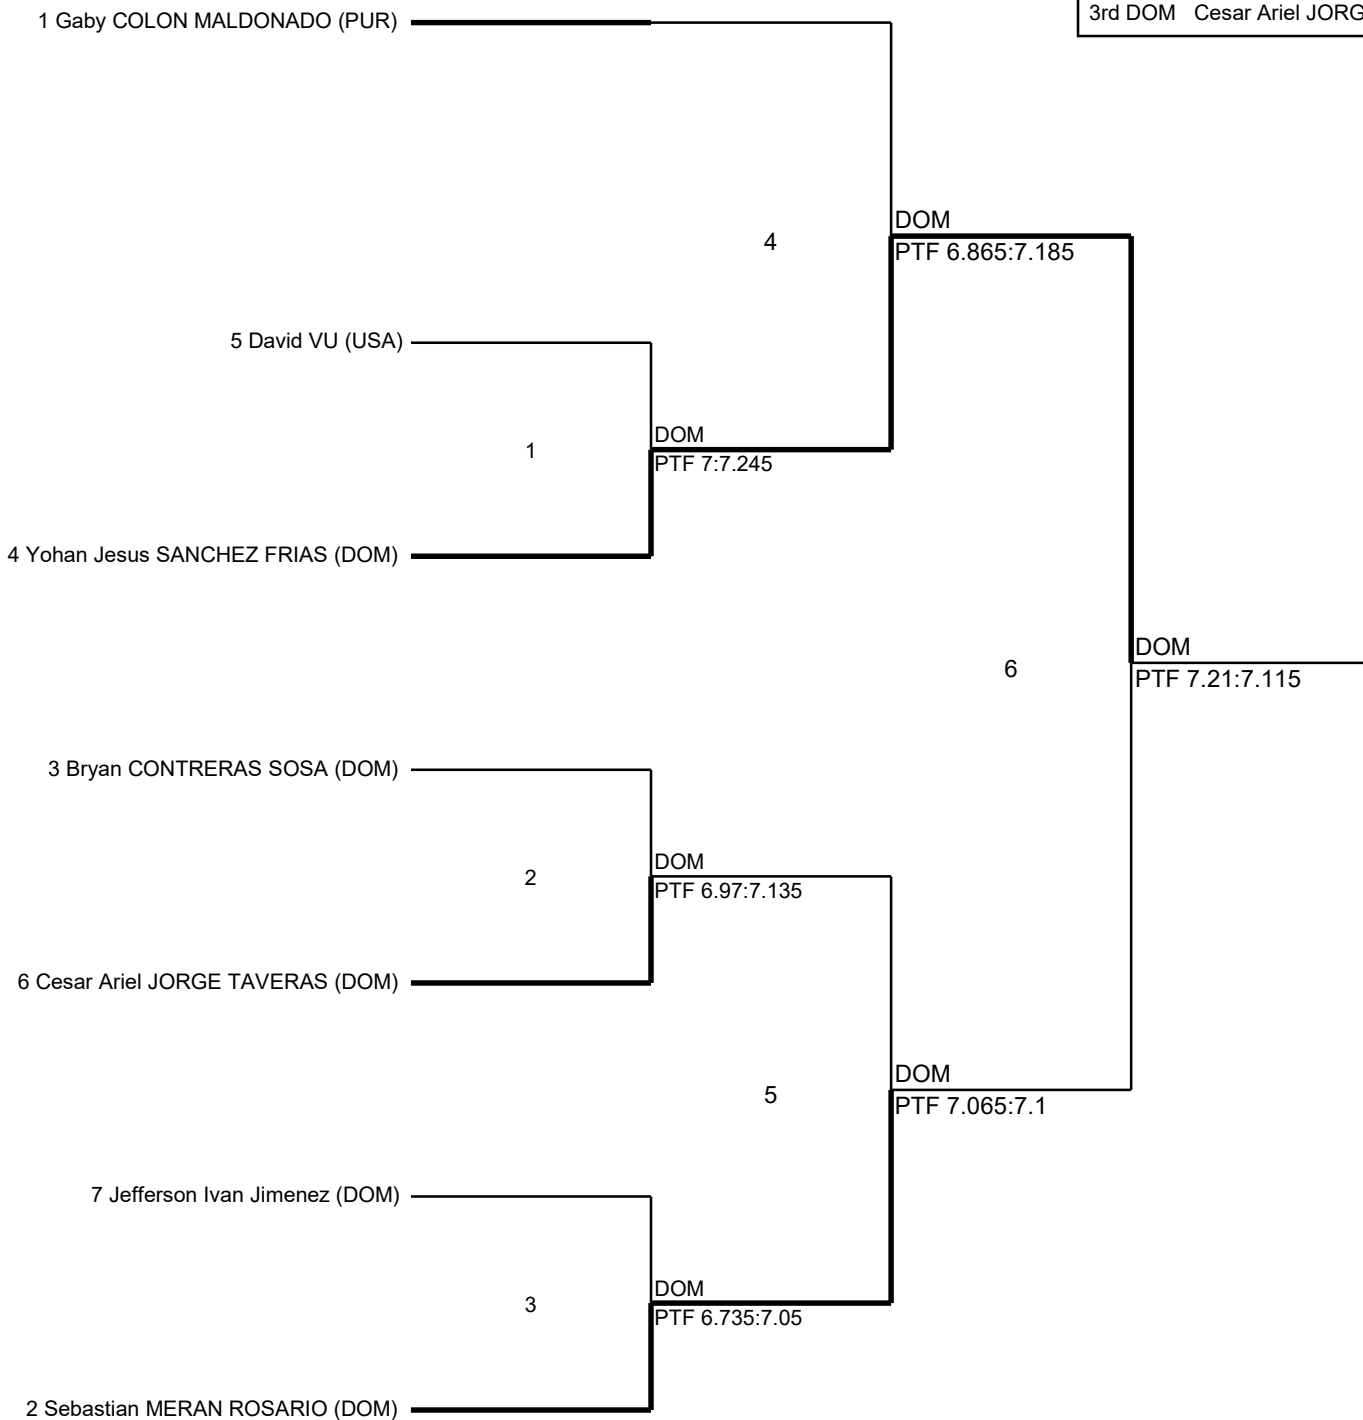 1 Gaby COLON MALDONADO (PUR)
3rd DOM Cesar Ariel JORG
DOM
4
PTF 6.865:7.185
5 David VU (USA)
DOM
1
PTF 7:7.245
4 Yohan Jesus SANCHEZ FRIAS (DOM)
DOM
6
PTF 7.21:7.115
3 Bryan CONTRERAS SOSA (DOM)
DOM
2
PTF 6.97:7.135
6 Cesar Ariel JORGE TAVERAS (DOM)
DOM
5
PTF 7.065:7.1
7 Jefferson Ivan Jimenez (DOM)
DOM
3
PTF 6.735:7.05
2 Sebastian MERAN ROSARIO (DOM)